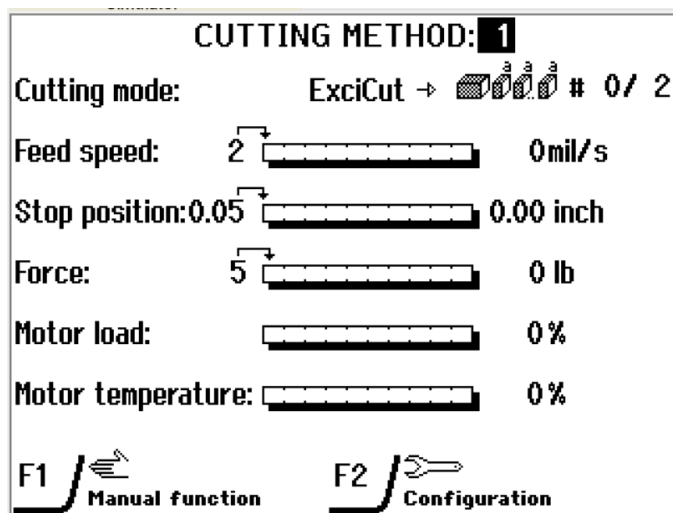 CUTTING METHOD: 1
a a a
Cutting mode: ExciCut # 0/ 2
Feed speed: 2 0mil/s
Stop position:0.05 0.00 inch
Force: 5 0 lb
Motor load: 0%
Motor temperature: 0%
F1 Manual function F2 Configuration